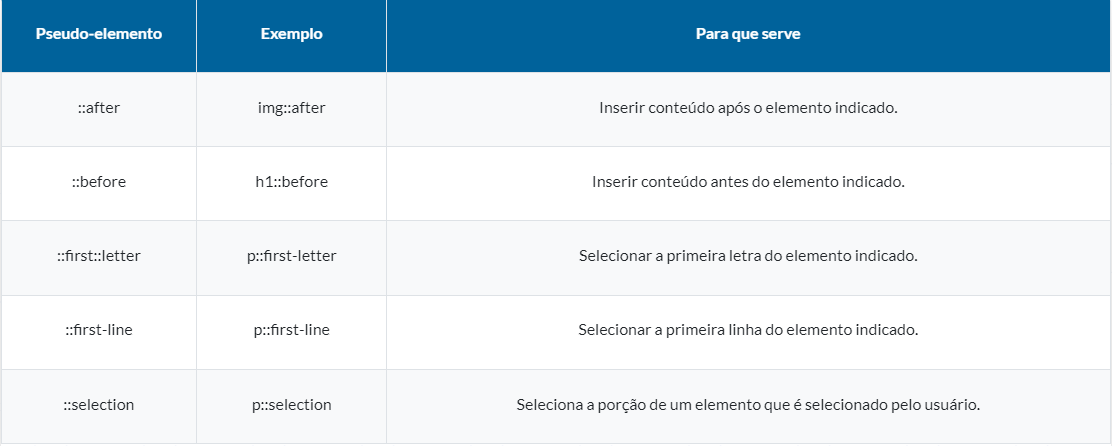 Pseudo-elemento Exemplo Para que serve
::after img::after Inserir conteúdo após o elemento indicado.
::before h1::before Inserir conteúdo antes do elemento indicado.
::first::letter p::first-letter Selecionar a primeira letra do elemento indicado.
::first-line p::first-line Selecionar a primeira linha do elemento indicado.
::selection p::selection Seleciona a porção de um elemento que é selecionado pelo usuário.